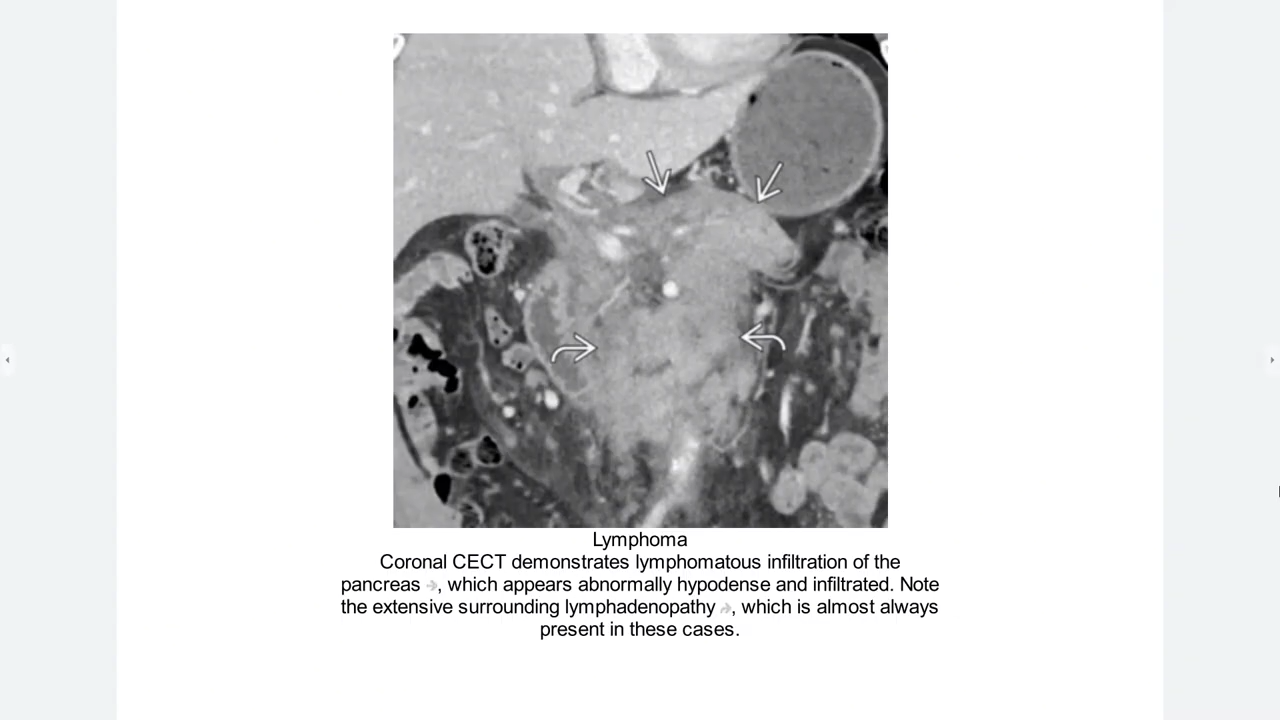 Lymphoma
Coronal CECT demonstrates lymphomatous infiltration of the
pancreas , which appears abnormally hypodense and infiltrated. Note
the extensive surrounding lymphadenopathy , which is almost always
present in these cases.